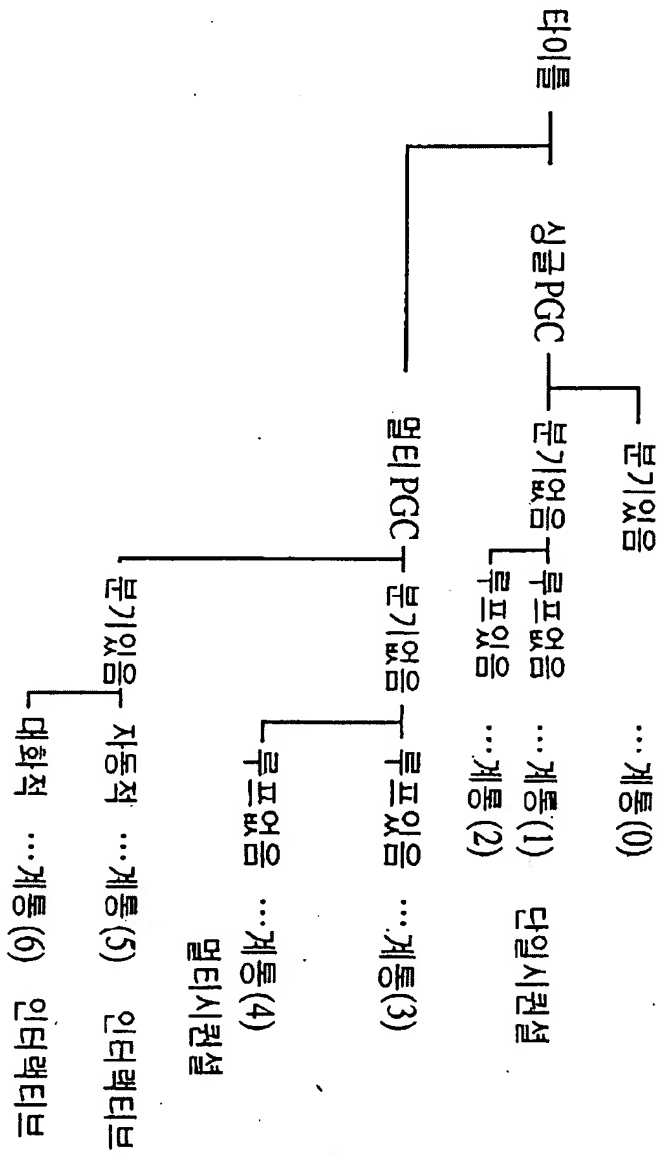 분기있음 …계통(0)
타이틀 싱글PGC 분기없음 루프없음 …계통(1) 단일시퀀셜
루프있음 …계통(2)
멀티PGC 분기없음 루프있음 …계통(3)
루프없음 …계통(4)
멀티시퀀셜
분기있음 자동적 …계통(5) 인터랙티브
대화적 …계통(6) 인터랙티브